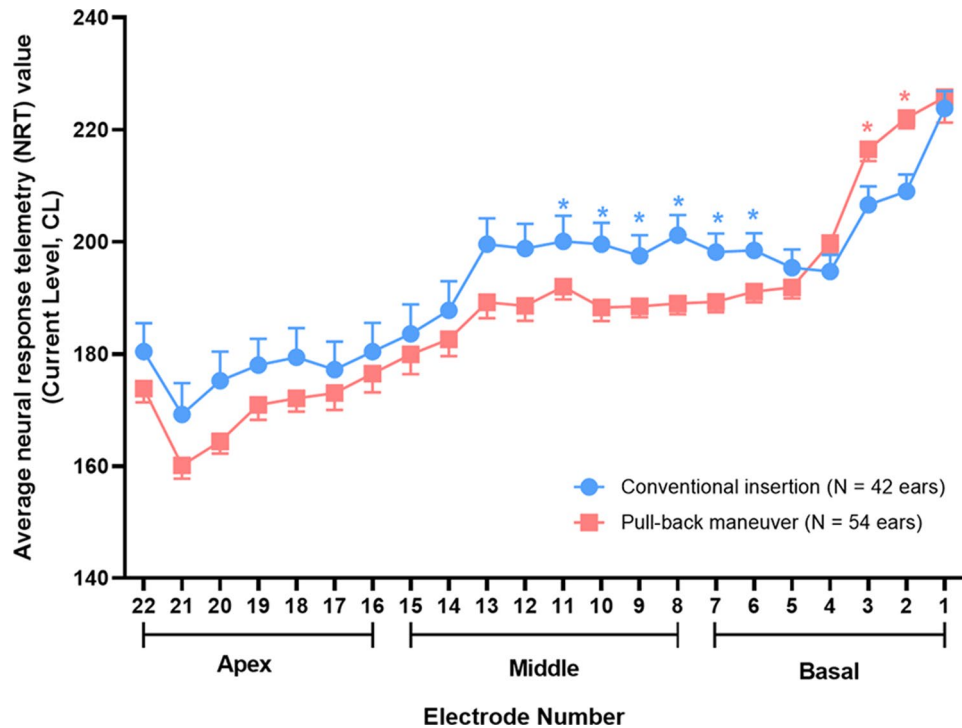 Average neural response telemetry (NRT) value
(Current Level, CL)
240
220
200
180
160
140
* * * * * *
* *
Conventional insertion (N = 42 ears)
Pull-back maneuver (N = 54 ears)
22 21 20 19 18 17 16 15 14 13 12 11 10 9 8 7 6 5 4 3 2 1
Apex Middle Basal
Electrode Number